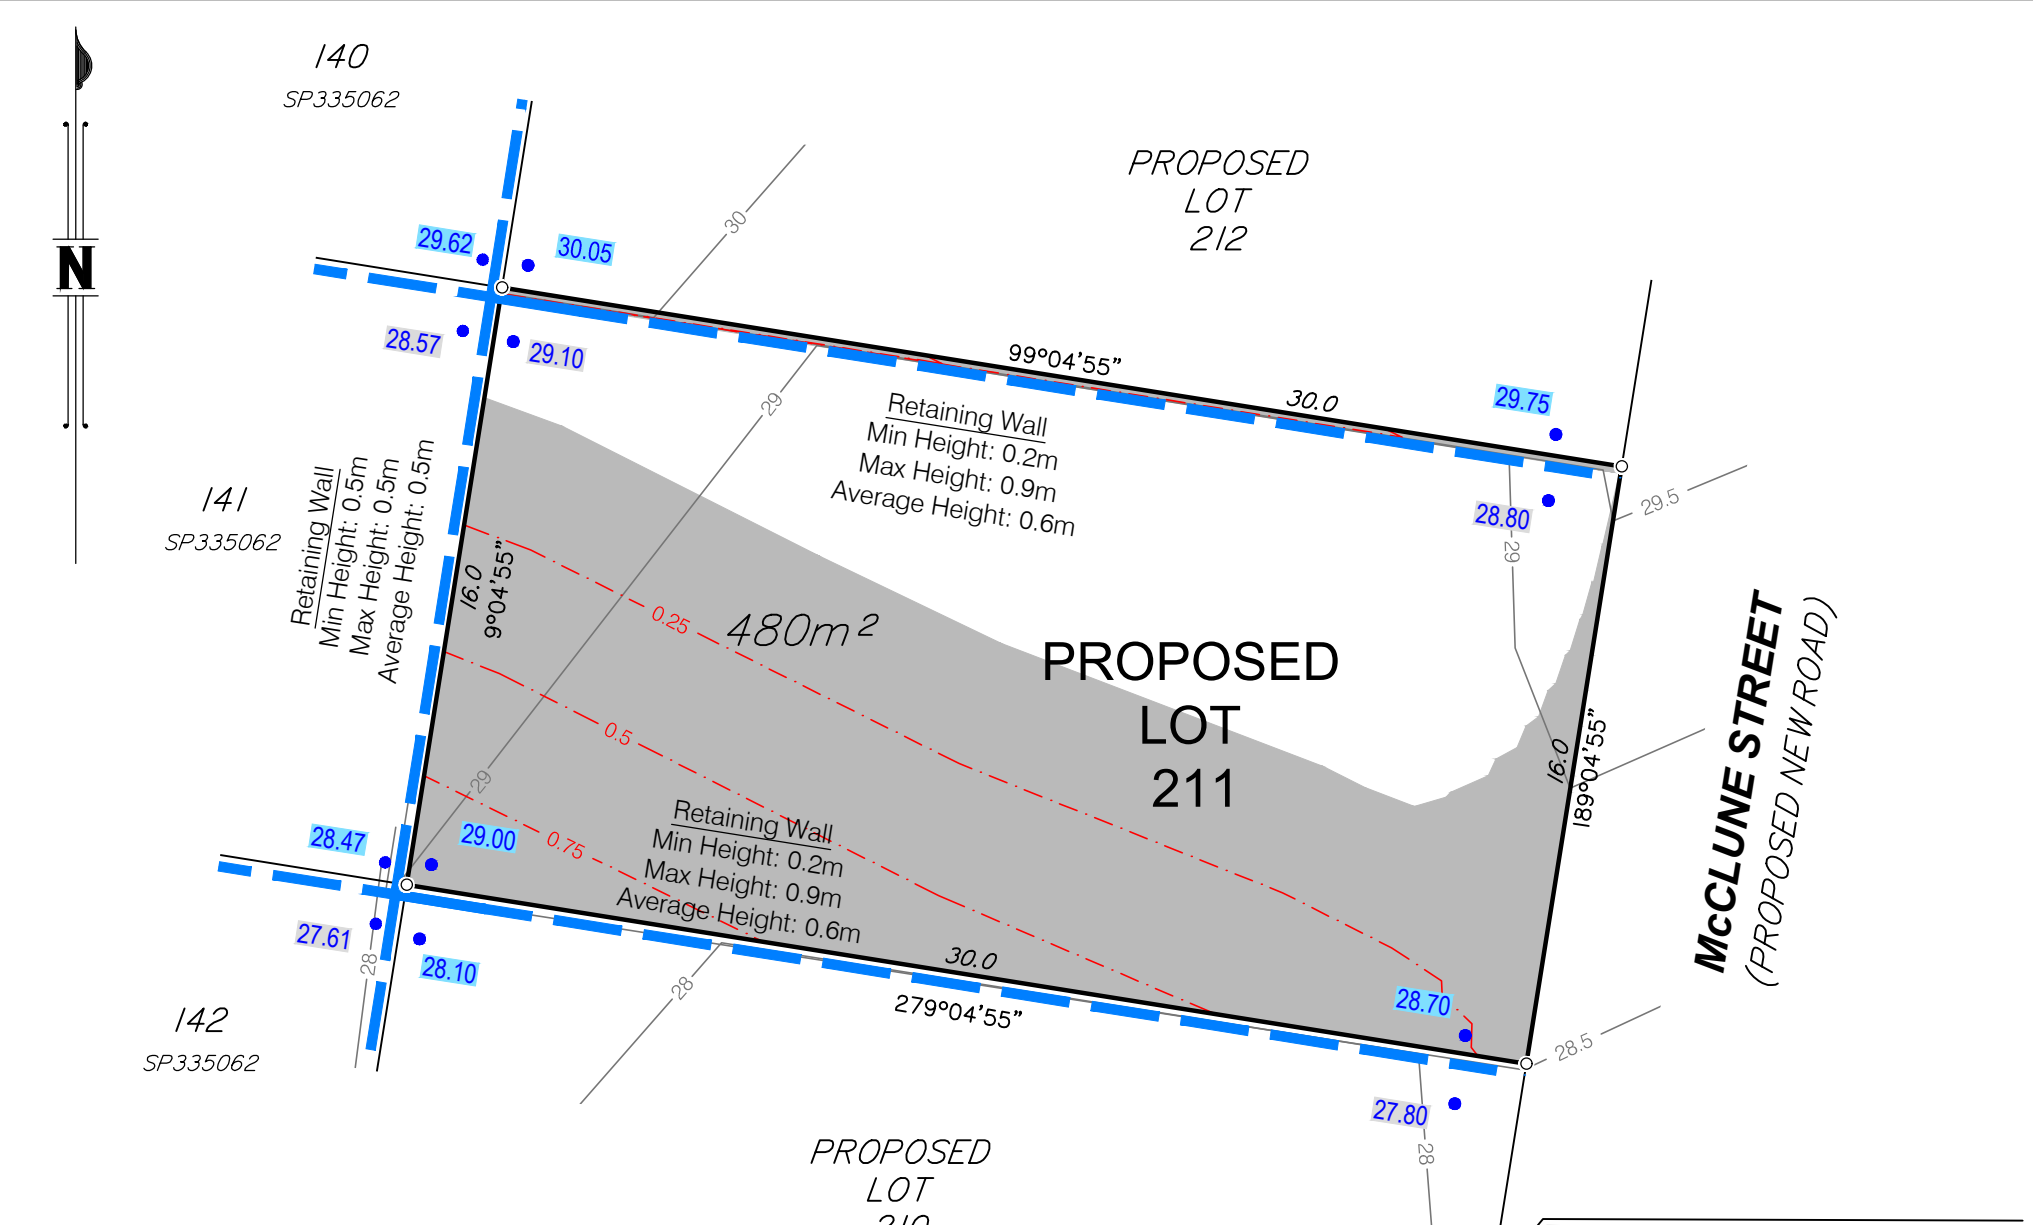 140
SP335062
N
PROPOSED
LOT
212
30
29.62
30.05
28.57
29.10
99°04'55"
30.0
29.75
29
Retaining Wall
Min Height: 0.2m
Max Height: 0.9m
Average Height: 0.6m
28.80
29
29.5
141
SP335062
Retaining Wall
Min Height: 0.5m
Max Height: 0.5m
Average Height: 0.5m
16.0
9°04'55"
0.25
480m²
PROPOSED
LOT
211
0.5
29
0.75
16.0
189°04'55"
McCLUNE STREET
(PROPOSED NEW ROAD)
Retaining Wall
Min Height: 0.2m
Max Height: 0.9m
Average Height: 0.6m
28.47
29.00
27.61
28.10
28
28
30.0
279°04'55"
28.70
28.5
27.80
28
142
SP335062
PROPOSED
LOT
210